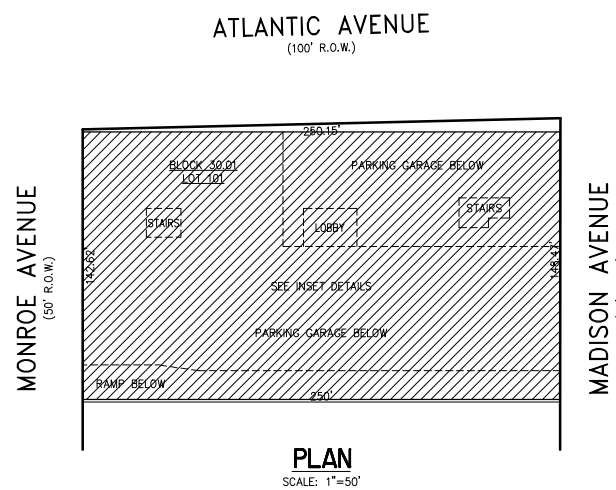 ATLANTIC AVENUE
(100' R.O.W.)
250.15'
BLOCK 30.01
LOT 101
PARKING GARAGE BELOW
STAIRS
STAIRS
LOBBY
MONROE AVENUE
(50' R.O.W.)
142.62'
148.47'
MADISON AVENUE
SEE INSET DETAILS
PARKING GARAGE BELOW
RAMP BELOW
250'
PLAN
SCALE: 1"=50'